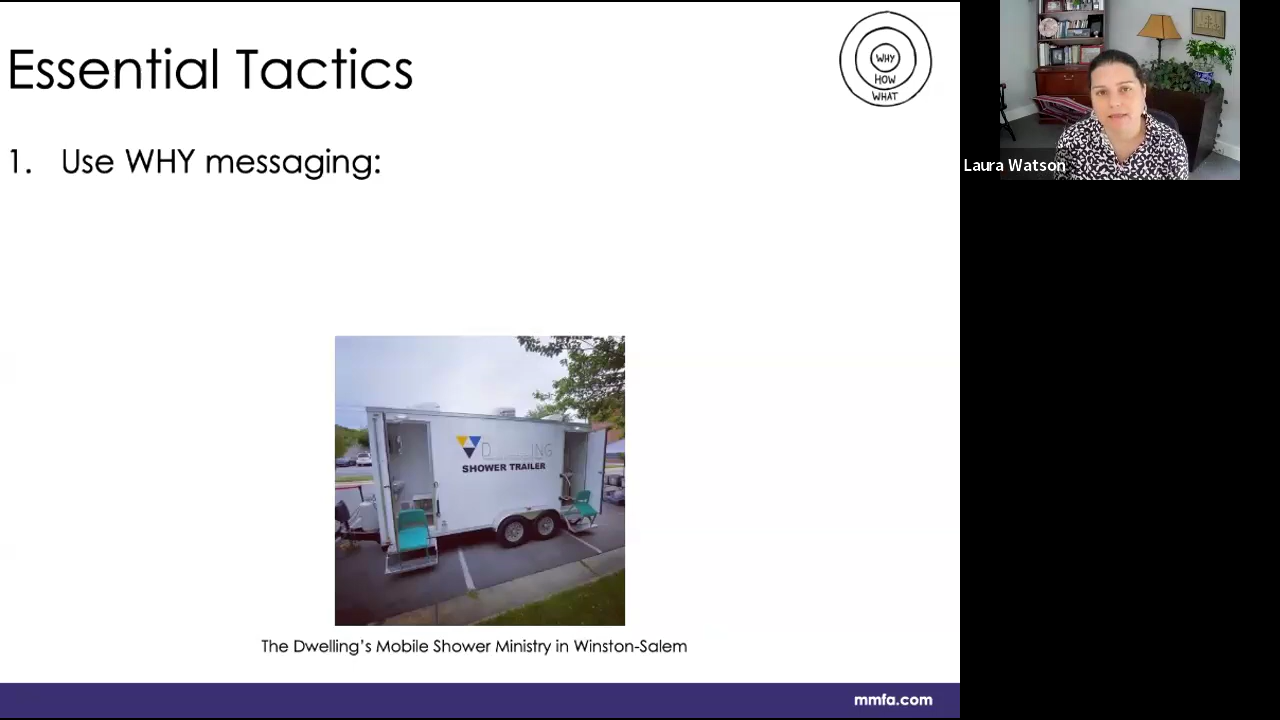 Essential Tactics
WHY
HOW
WHAT
1. Use WHY messaging:
SHOWER TRAILER
The Dwelling's Mobile Shower Ministry in Winston-Salem
mmfa.com
Laura Watson